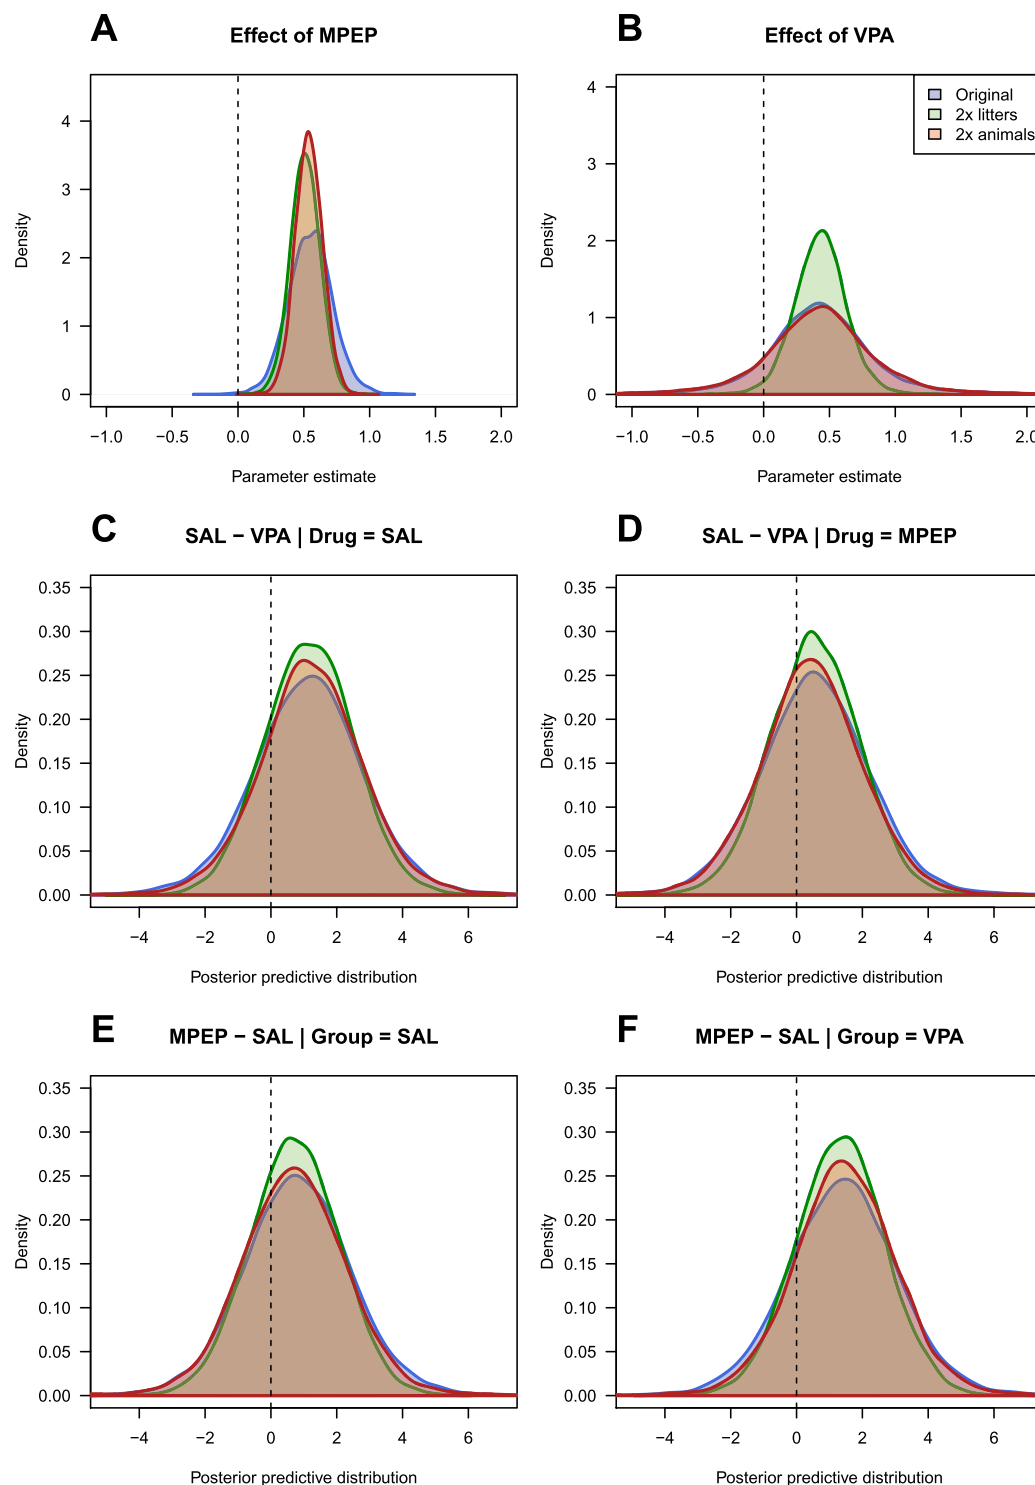 A
Effect of MPEP
Density
4
3
2
1
0
−1.0 −0.5 0.0 0.5 1.0 1.5 2.0
Parameter estimate
B
Effect of VPA
Original
2x litters
2x animals
Density
4
3
2
1
0
−1.0 −0.5 0.0 0.5 1.0 1.5 2.0
Parameter estimate
C
SAL − VPA | Drug = SAL
Density
0.35
0.30
0.25
0.20
0.15
0.10
0.05
0.00
−4 −2 0 2 4 6
Posterior predictive distribution
D
SAL − VPA | Drug = MPEP
Density
0.35
0.30
0.25
0.20
0.15
0.10
0.05
0.00
−4 −2 0 2 4 6
Posterior predictive distribution
E
MPEP − SAL | Group = SAL
Density
0.35
0.30
0.25
0.20
0.15
0.10
0.05
0.00
−4 −2 0 2 4 6
Posterior predictive distribution
F
MPEP − SAL | Group = VPA
Density
0.35
0.30
0.25
0.20
0.15
0.10
0.05
0.00
−4 −2 0 2 4 6
Posterior predictive distribution